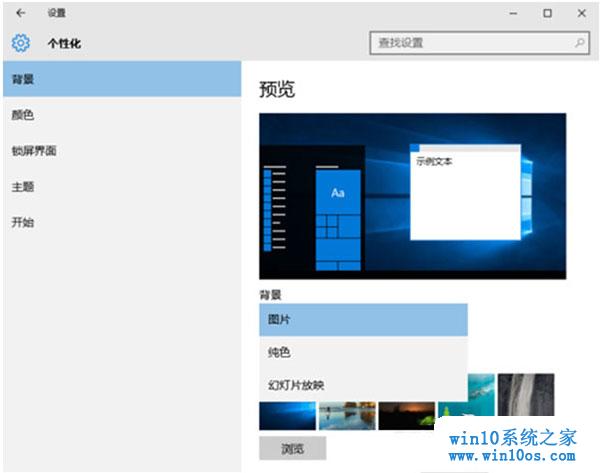 设置
个性化
查找设置
背景
颜色
锁屏界面
主题
开始
预览
示例文本
Aa
背景
图片
纯色
幻灯片放映
浏览
win10系统之家
www.win10os.com